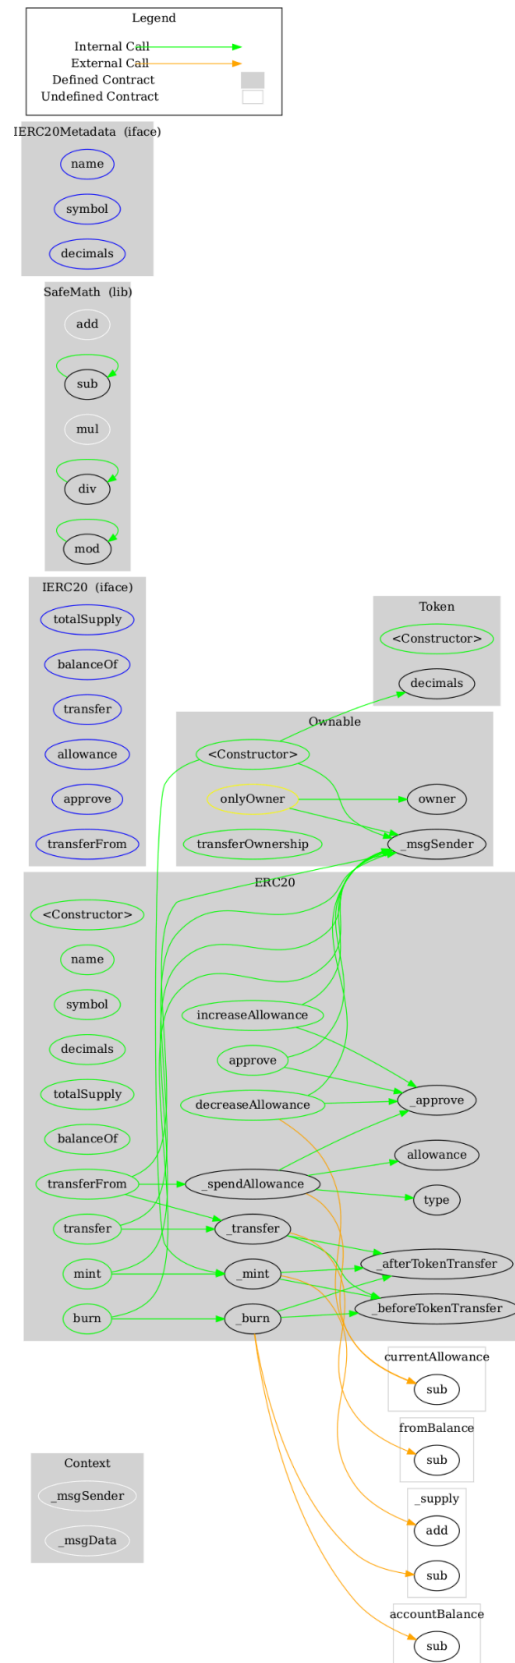 Legend
Internal Call
External Call
Defined Contract
Undefined Contract
IERC20Metadata (iface)
name
symbol
decimals
SafeMath (lib)
add
sub
mul
div
mod
IERC20 (iface)
totalSupply
balanceOf
transfer
allowance
approve
transferFrom
Token
<Constructor>
decimals
Ownable
<Constructor>
onlyOwner
owner
transferOwnership
_msgSender
ERC20
<Constructor>
name
symbol
decimals
totalSupply
balanceOf
transferFrom
transfer
mint
burn
increaseAllowance
approve
decreaseAllowance
_spendAllowance
_transfer
_mint
_burn
_approve
allowance
type
_afterTokenTransfer
_beforeTokenTransfer
currentAllowance
sub
fromBalance
sub
_supply
add
sub
accountBalance
sub
Context
_msgSender
_msgData